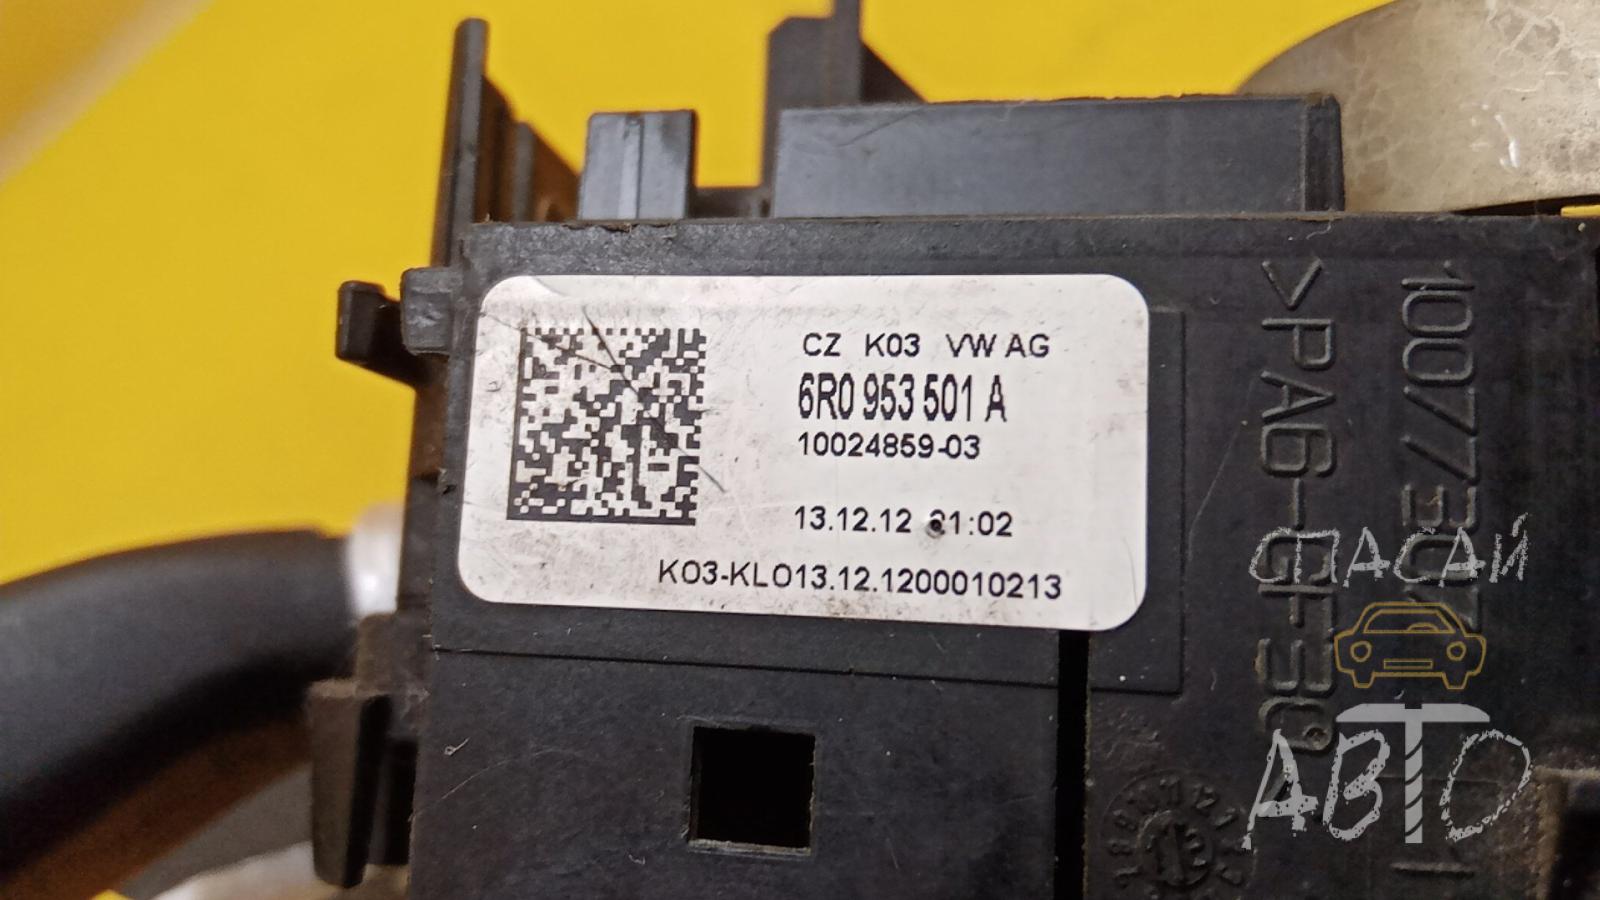 CZ K03 VW AG
6R0 953 501 A
10024859-03
13.12.12 21:02
K03-KLO13.12.1200010213
>PA6-GF30
СПАСАЙ
АВТО